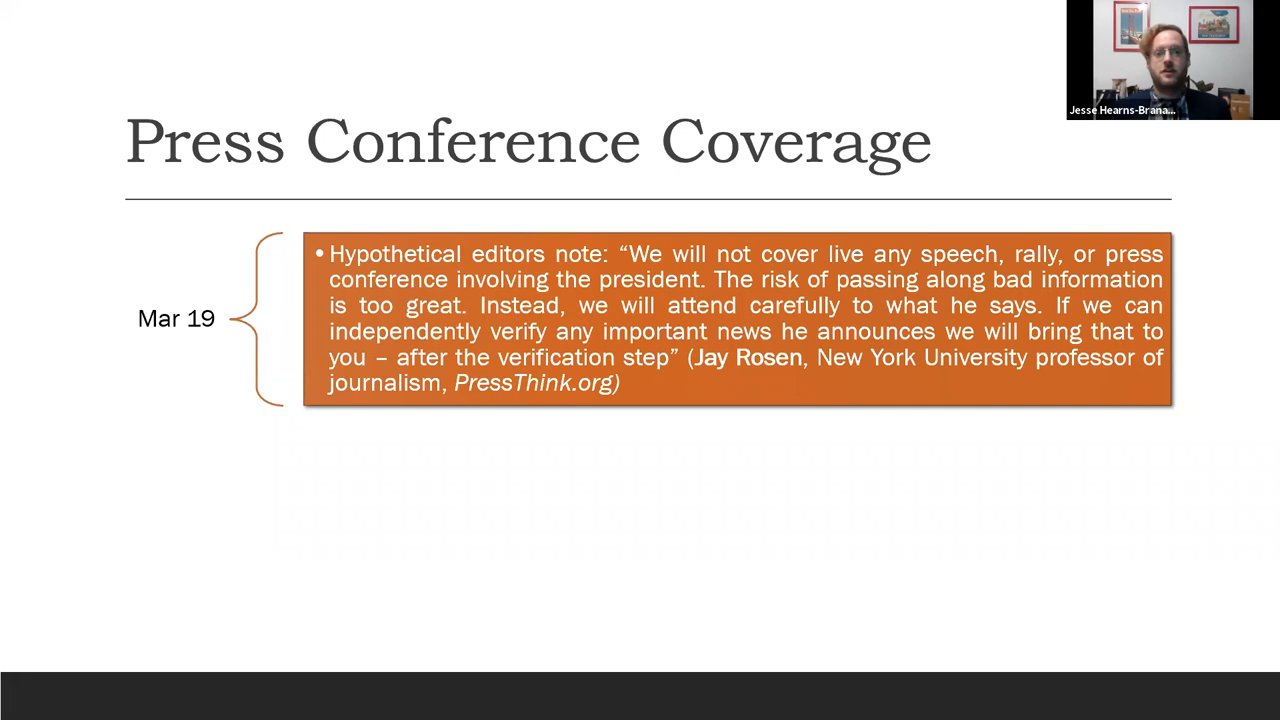 Jesse Hearns-Brana...
Press Conference Coverage
Mar 19
• Hypothetical editors note: “We will not cover live any speech, rally, or press
conference involving the president. The risk of passing along bad information
is too great. Instead, we will attend carefully to what he says. If we can
independently verify any important news he announces we will bring that to
you – after the verification step” (Jay Rosen, New York University professor of
journalism, PressThink.org)